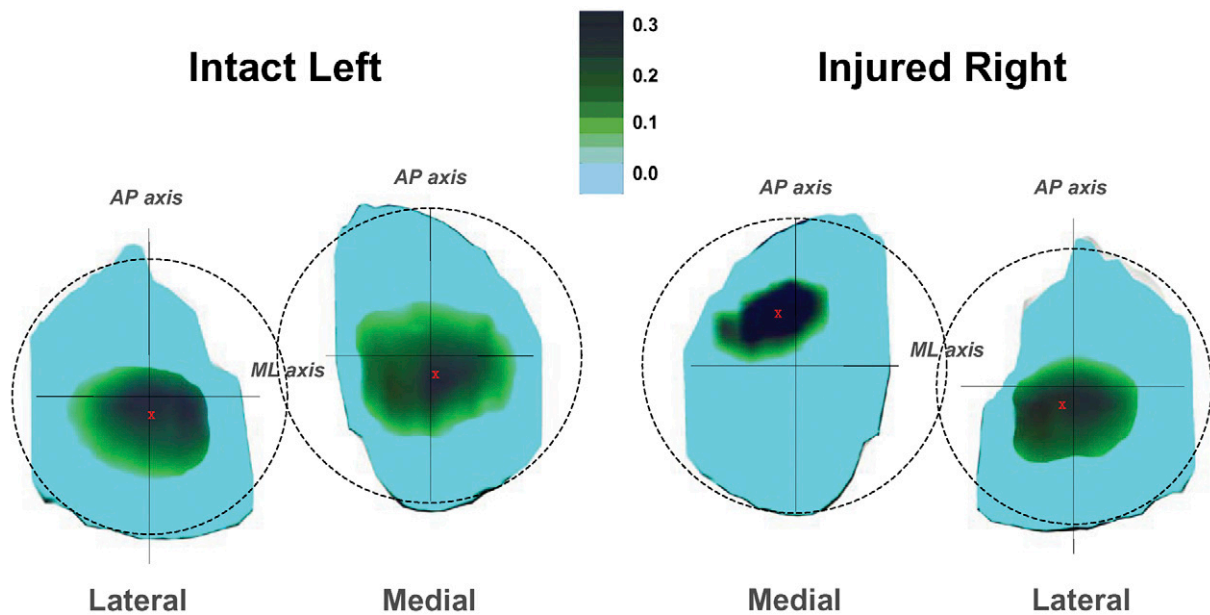 Intact Left
Injured Right
0.3
0.2
0.1
0.0
AP axis
AP axis
AP axis
AP axis
ML axis
ML axis
x
x
x
x
Lateral
Medial
Medial
Lateral